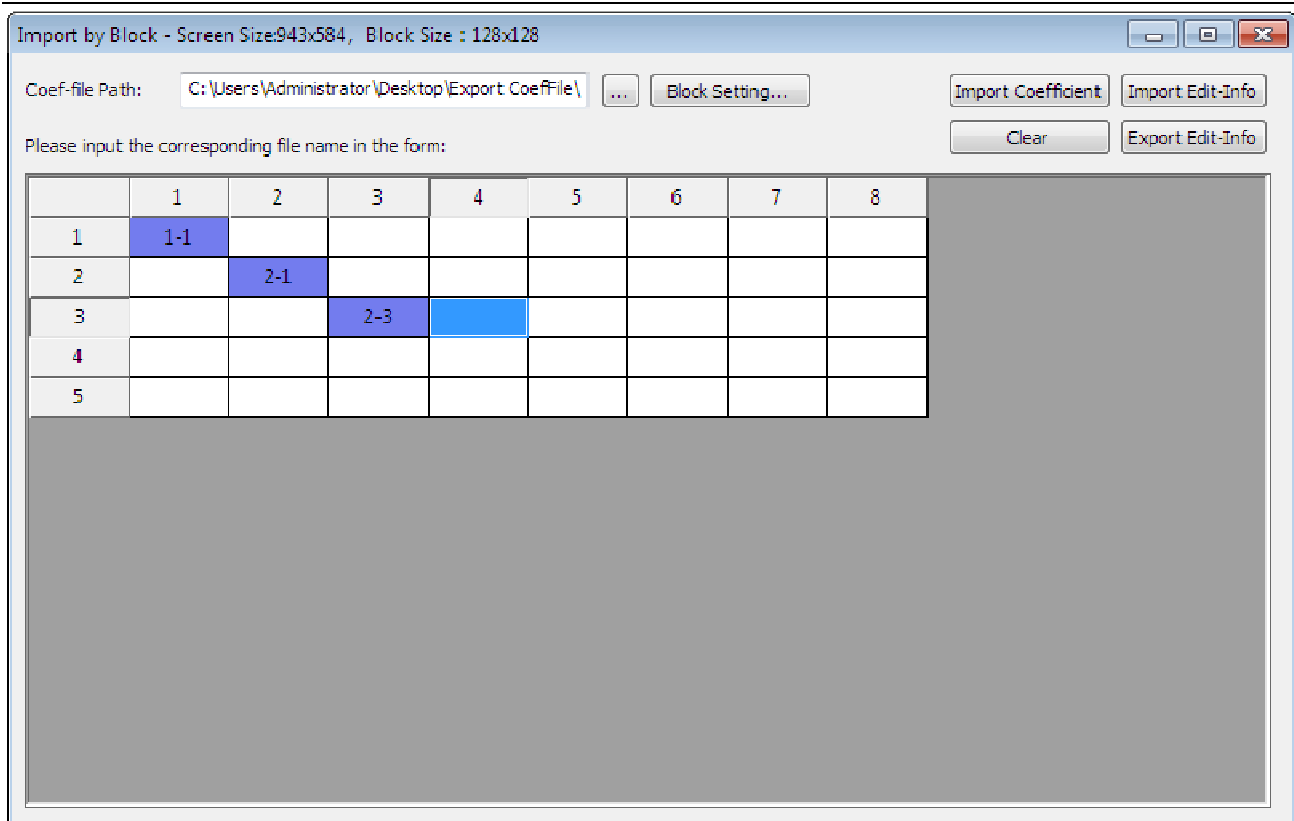 Import by Block - Screen Size:943x584, Block Size : 128x128
Coef-file Path: C:\Users\Administrator\Desktop\Export CoefFile\ ... Block Setting... Import Coefficient Import Edit-Info
Please input the corresponding file name in the form: Clear Export Edit-Info
1 2 3 4 5 6 7 8
1 1-1
2 2-1
3 2-3
4
5